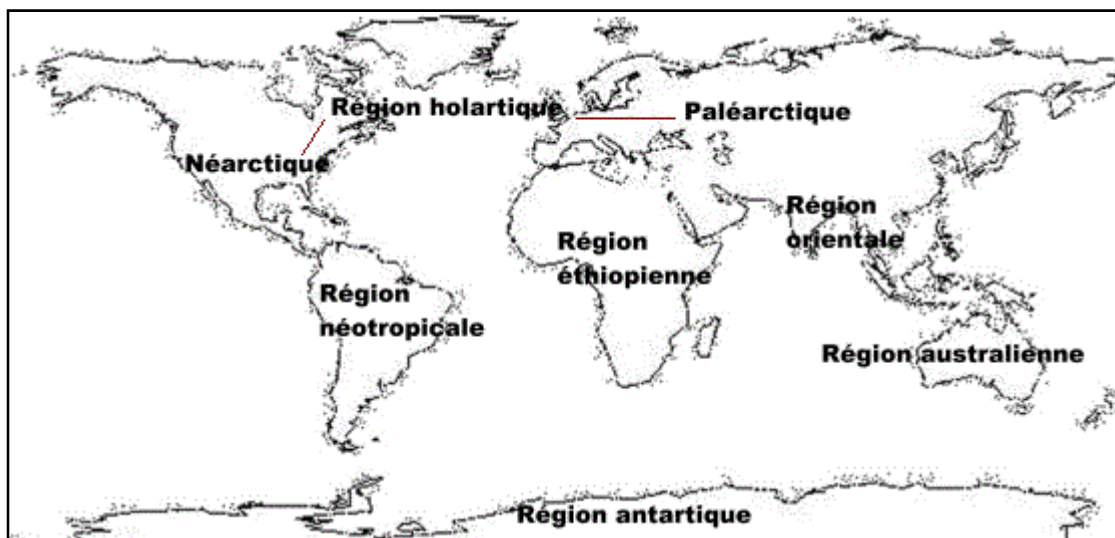 Région holartique
Paléarctique
Néarctique
Région
orientale
Région
éthiopienne
Région
néotropicale
Région australienne
Région antartique